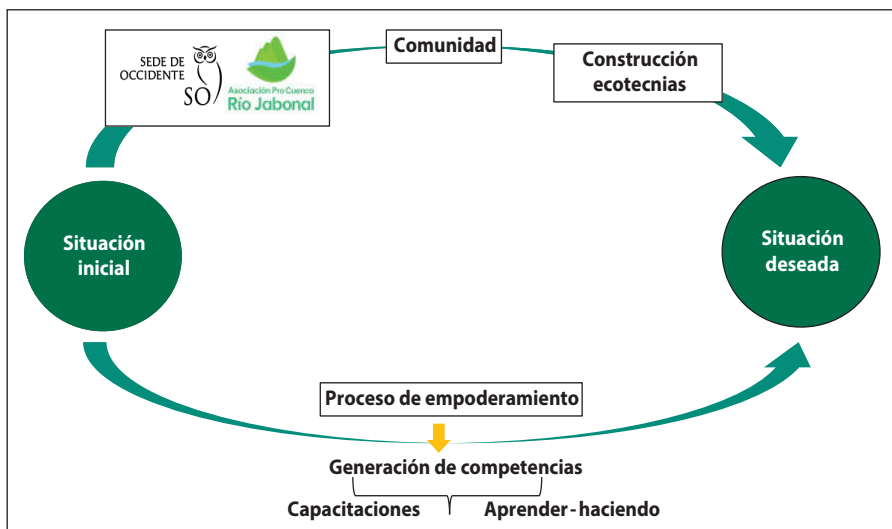 SEDE DE
OCCIDENTE
SO
Asociación Pro Cuenca
Río Jabonal
Comunidad
Construcción
ecotecnias
Situación
inicial
Situación
deseada
Proceso de empoderamiento
Generación de competencias
Capacitaciones
Aprender-haciendo